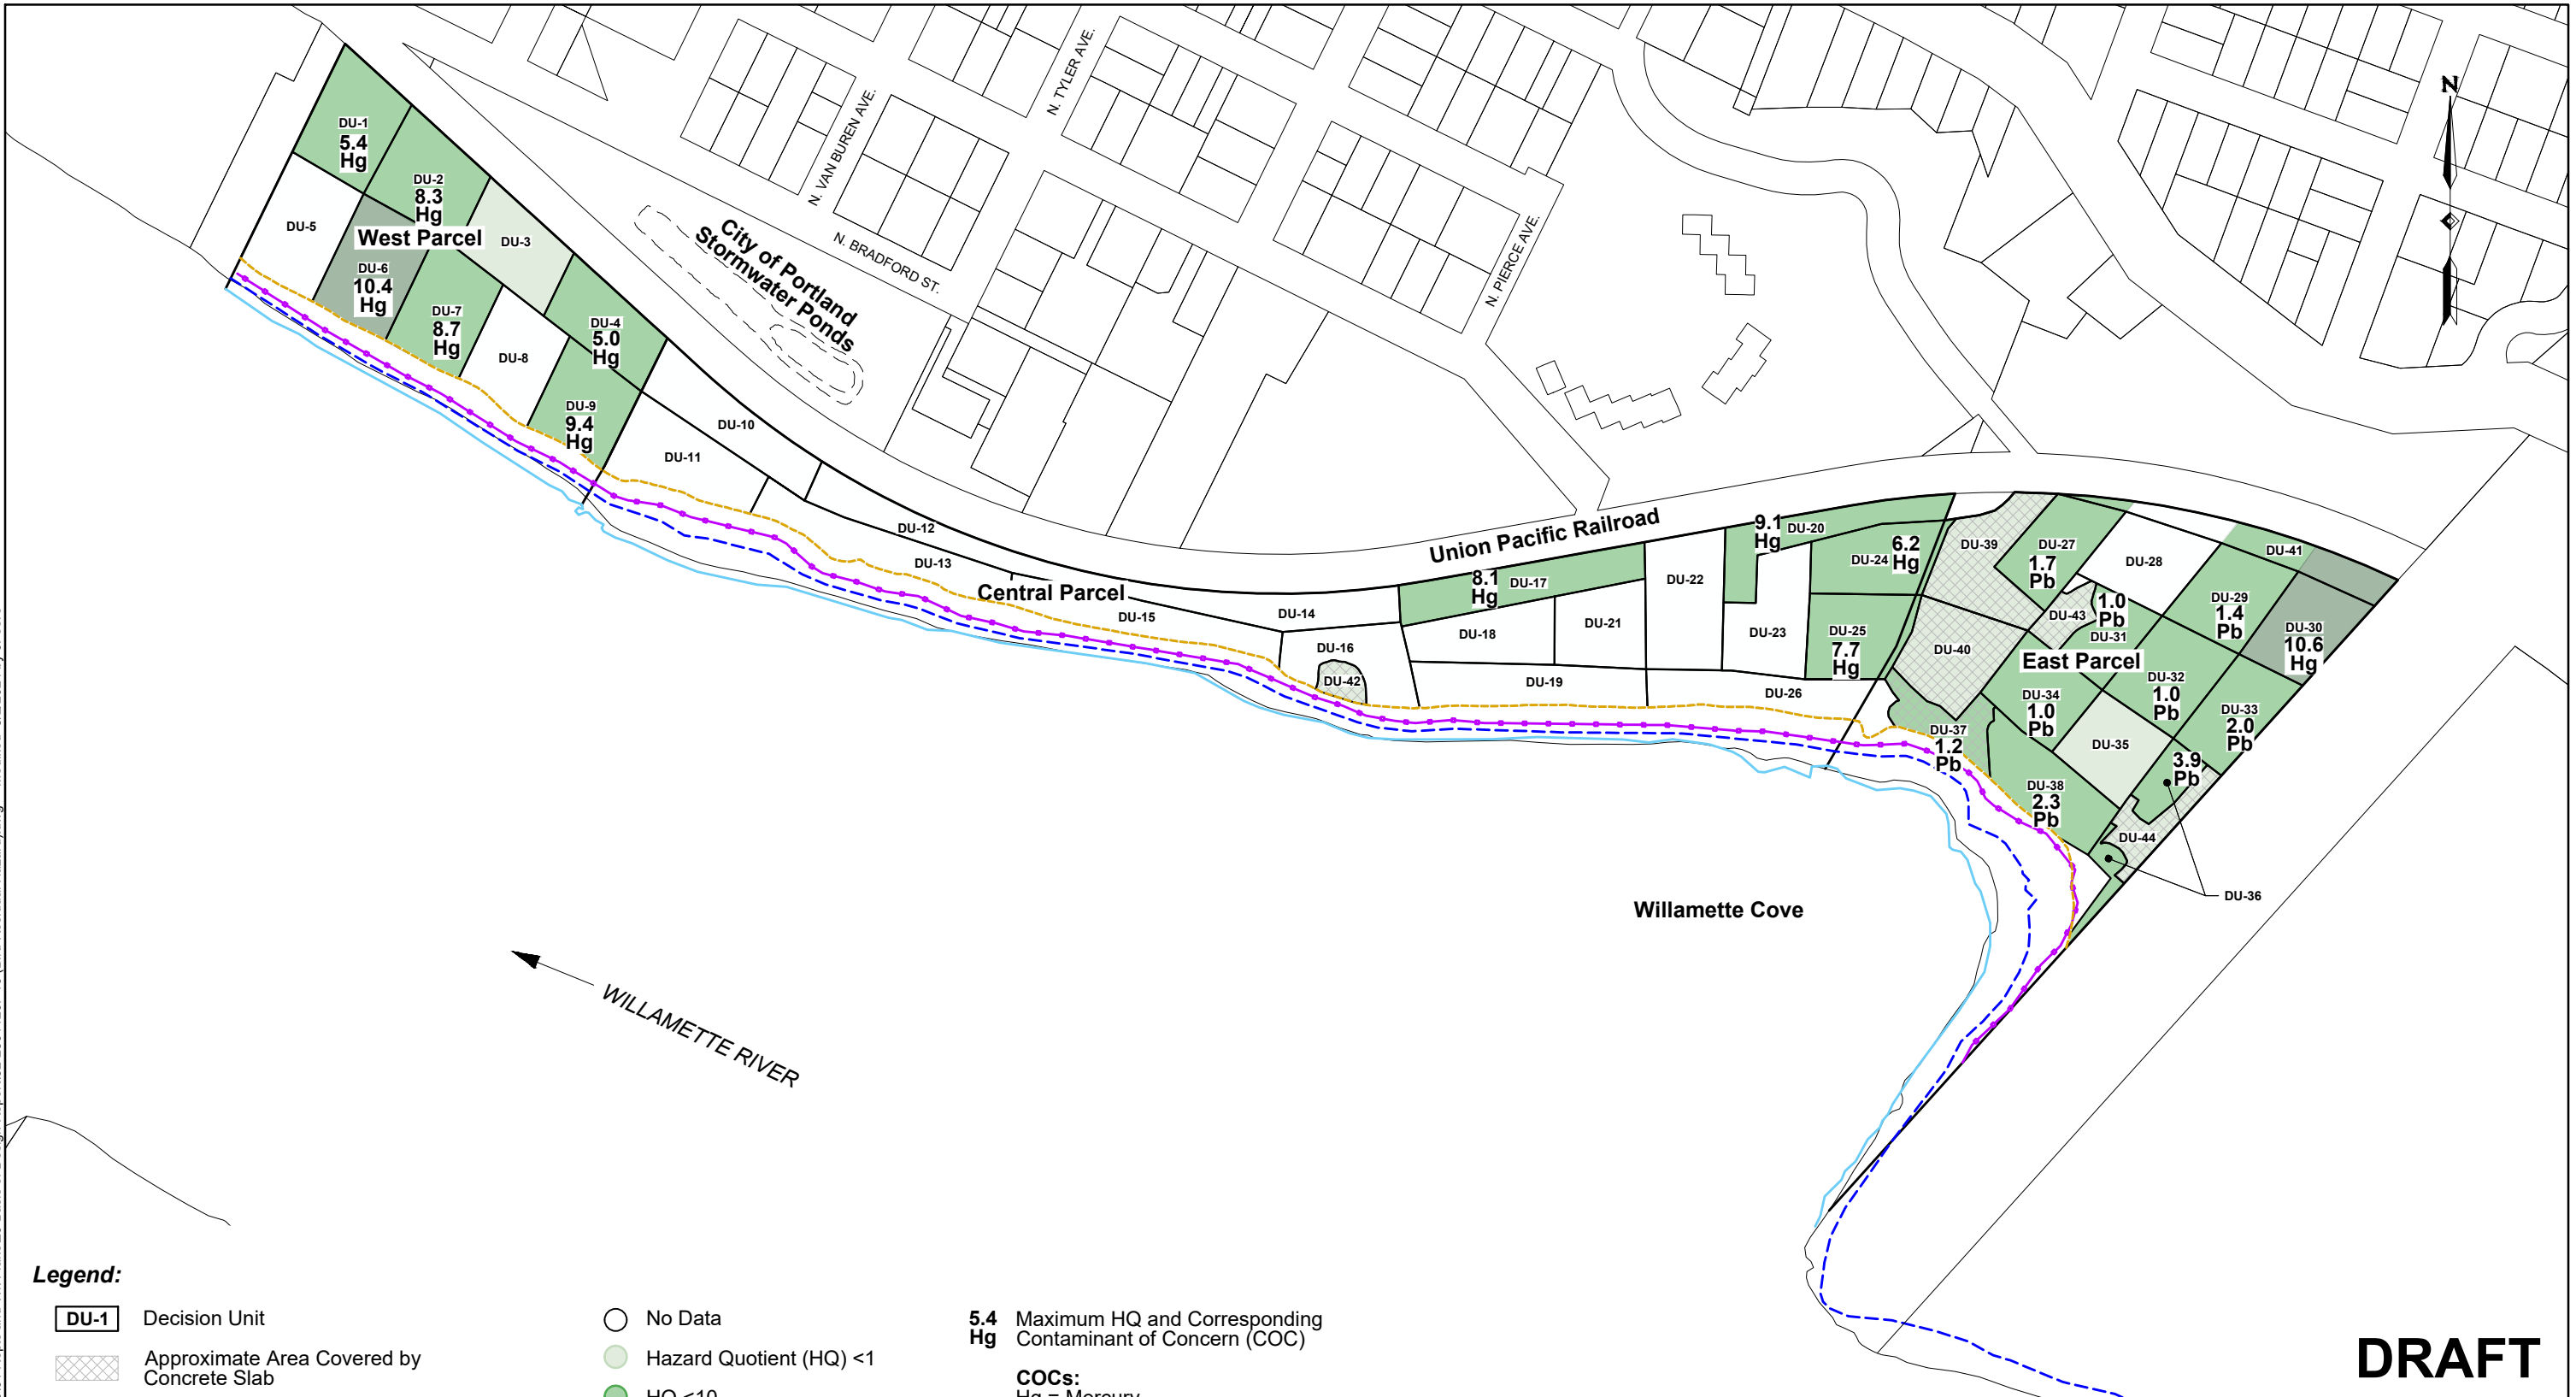 N
N. TYLER AVE.
N. VAN BUREN AVE.
N. BRADFORD ST.
N. PIERCE AVE.
City of Portland
Stormwater Ponds
Union Pacific Railroad
West Parcel
DU-1
5.4
Hg
DU-2
8.3
Hg
DU-3
DU-4
5.0
Hg
DU-5
DU-6
10.4
Hg
DU-7
8.7
Hg
DU-8
DU-9
9.4
Hg
Central Parcel
DU-10
DU-11
DU-12
DU-13
DU-14
DU-15
DU-16
DU-42
8.1
Hg
DU-17
DU-18
DU-19
9.1
Hg
DU-20
DU-21
DU-22
DU-23
DU-24
6.2
Hg
DU-25
7.7
Hg
DU-26
East Parcel
DU-39
DU-27
1.7
Pb
DU-28
DU-41
DU-29
1.4
Pb
DU-30
10.6
Hg
DU-43
1.0
Pb
DU-31
DU-40
DU-32
1.0
Pb
DU-33
2.0
Pb
DU-34
1.0
Pb
DU-35
3.9
Pb
DU-37
1.2
Pb
DU-38
2.3
Pb
DU-44
DU-36
Willamette Cove
WILLAMETTE RIVER
Legend:
DU-1 Decision Unit
Approximate Area Covered by
Concrete Slab
No Data
Hazard Quotient (HQ) <1
HQ <10
5.4 Maximum HQ and Corresponding
Hg Contaminant of Concern (COC)
COCs:
Hg = Mercury
DRAFT